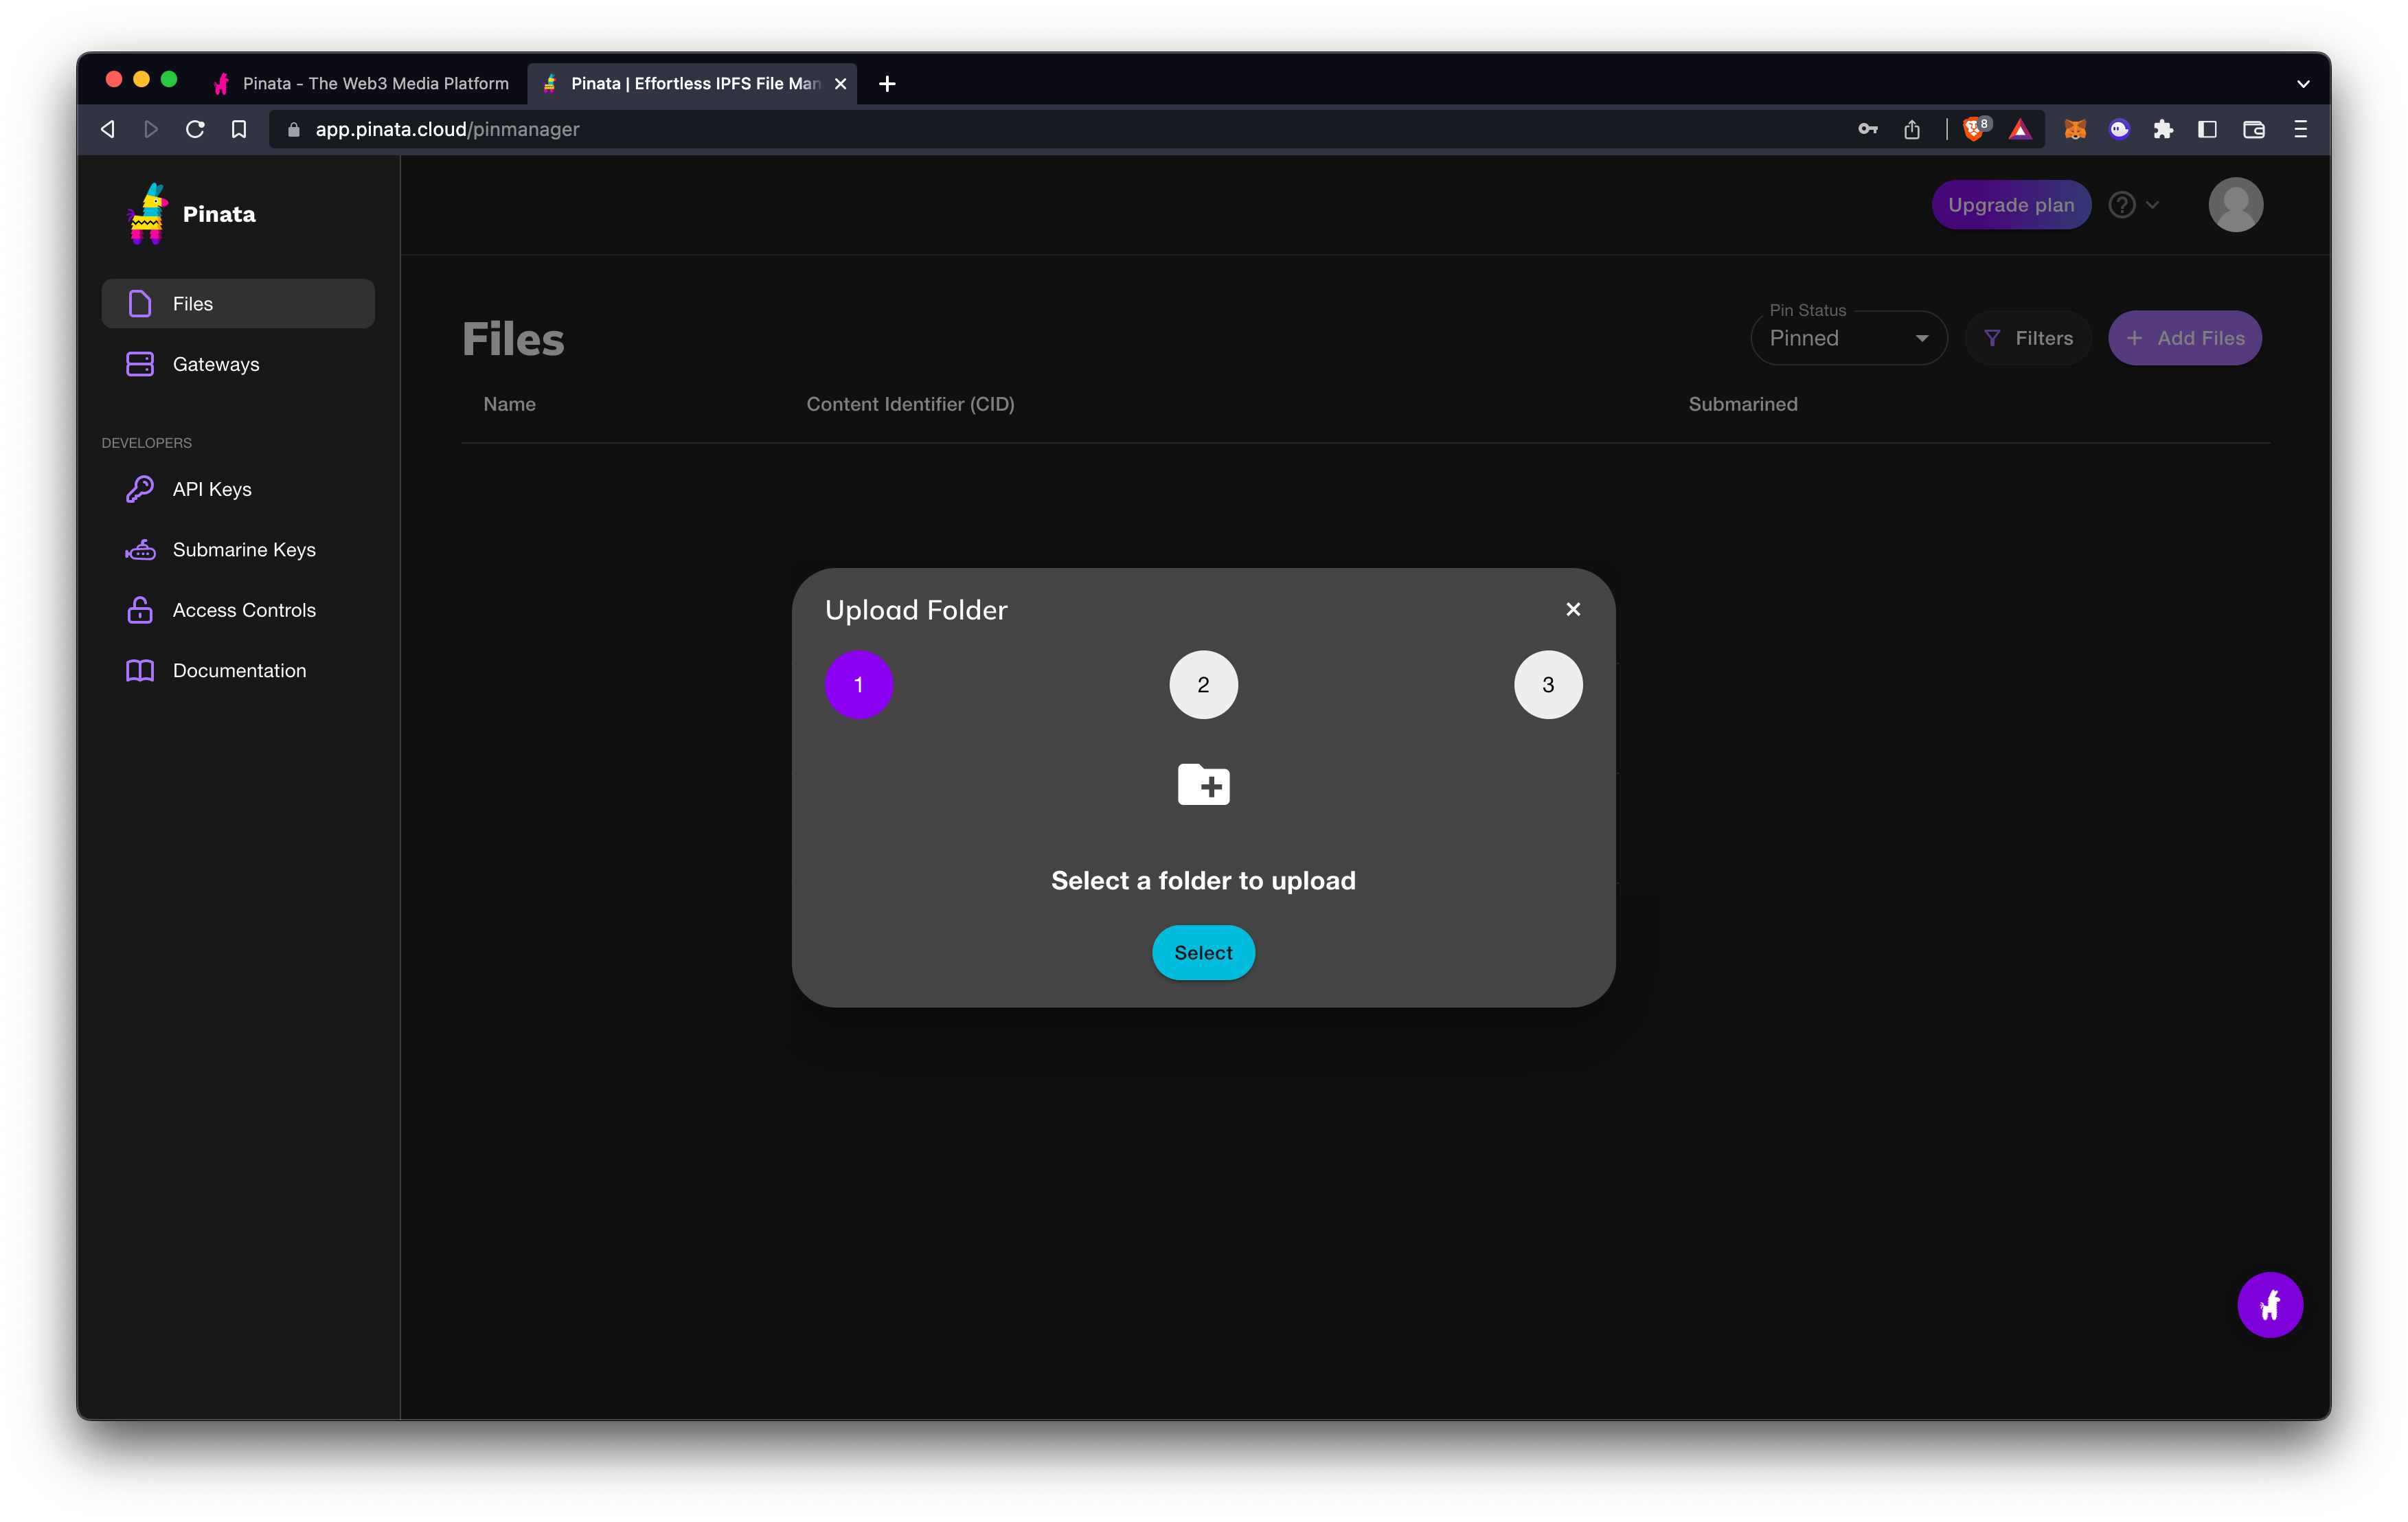 Pinata - The Web3 Media Platform
Pinata | Effortless IPFS File Man
app.pinata.cloud/pinmanager
8
Pinata
Upgrade plan
Files
Gateways
DEVELOPERS
API Keys
Submarine Keys
Access Controls
Documentation
Files
Pin Status
Pinned
Filters
Add Files
Name
Content Identifier (CID)
Submarined
Upload Folder
1
2
3
Select a folder to upload
Select